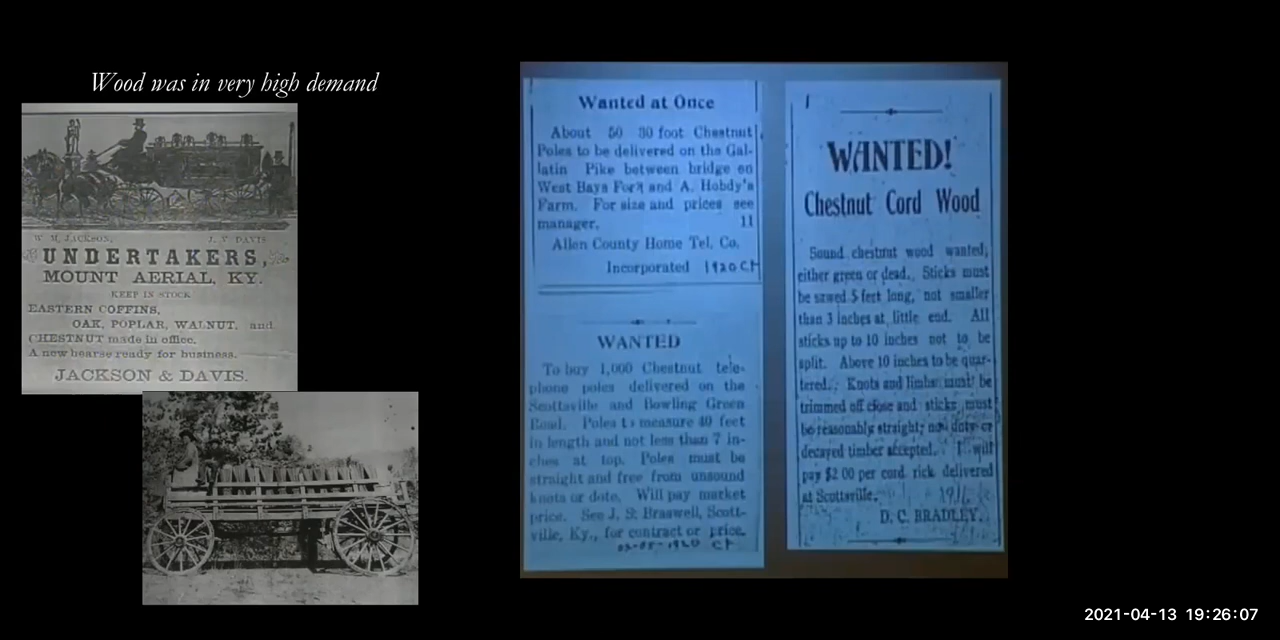 Wood was in very high demand
W. M. JACKSON, J. V. DAVIS
UNDERTAKERS,
MOUNT AERIAL, KY.
KEEP IN STOCK
EASTERN COFFINS,
OAK, POPLAR, WALNUT, and
CHESTNUT made in office.
A new hearse ready for business.
JACKSON & DAVIS.
Wanted at Once
About 50 30 foot Chestnut
Poles to be delivered on the Gal-
latin Pike between bridge on
West Bays Fork and A. Hobdy's
Farm. For size and prices see
manager. 11
Allen County Home Tel. Co.
Incorporated 1920 CT
WANTED
To buy 1,000 Chestnut tele-
phone poles delivered on the
Scottsville and Bowling Green
Road. Poles to measure 40 feet
in length and not less than 7 in-
ches at top. Poles must be
straight and free from unsound
knots or dote. Will pay market
price. See J. S. Braswell, Scott-
ville, Ky., for contract or price.
1920 CT
WANTED!
Chestnut Cord Wood
Sound chestnut wood wanted,
either green or dead. Sticks must
be sawed 5 feet long, not smaller
than 3 inches at little end. All
sticks up to 10 inches not to be
split. Above 10 inches to be quar-
tered. Knots and limbs must be
trimmed off close and sticks must
be reasonably straight; no doty or
decayed timber accepted. I will
pay $2.00 per cord rick delivered
at Scottsville.
D. C. BRADLEY.
2021-04-13 19:26:07